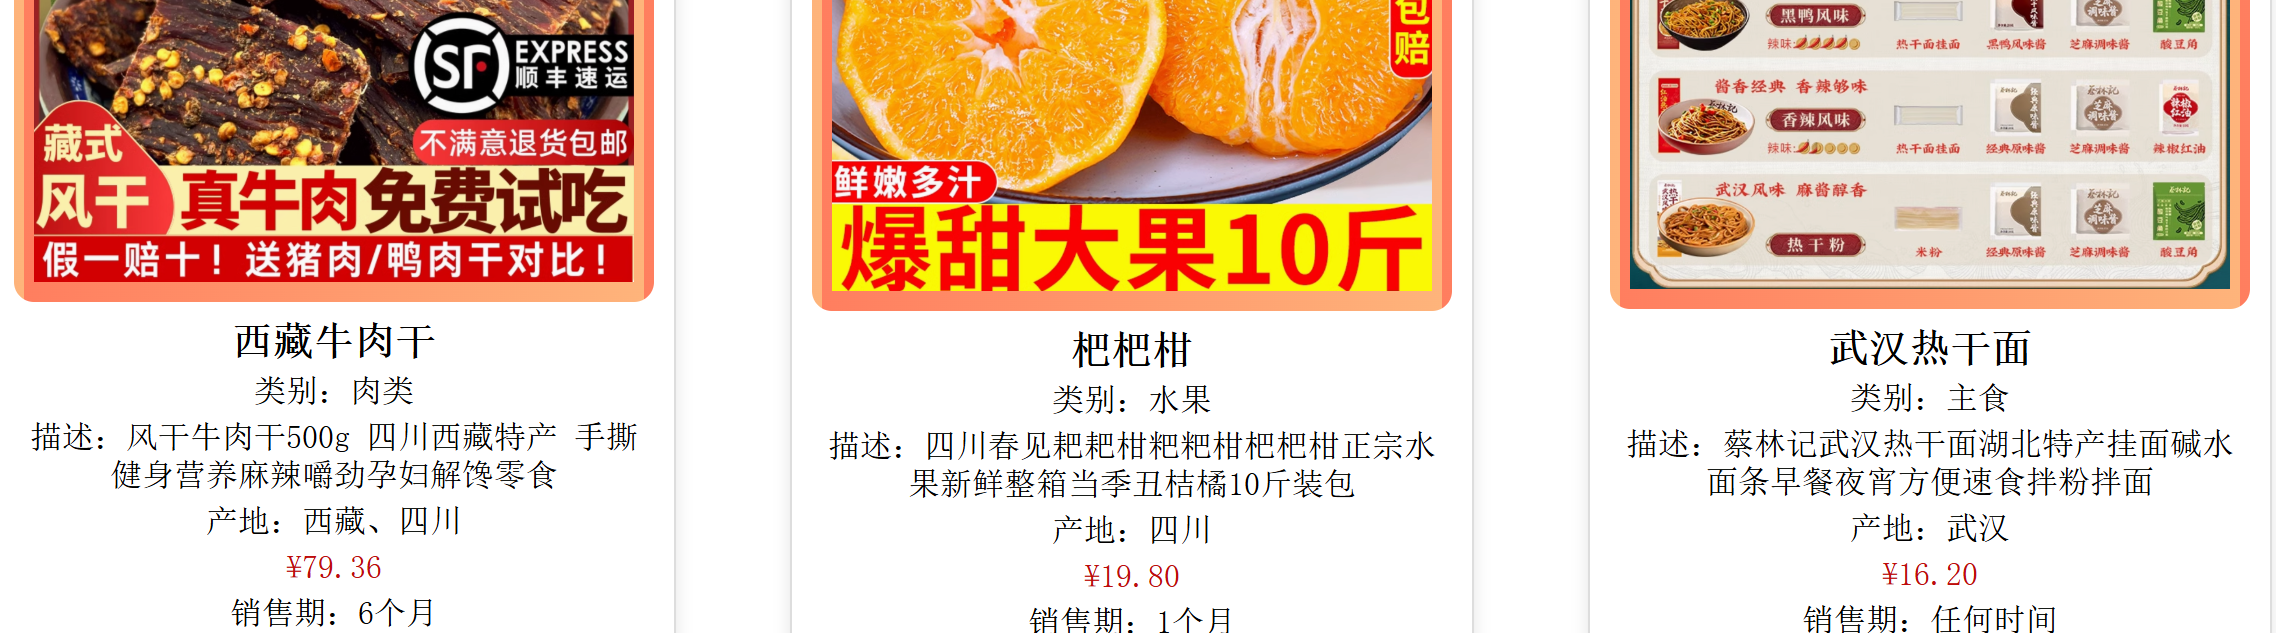 SF EXPRESS
顺丰速运
不满意退货包邮
藏式
风干
真牛肉免费试吃
假一赔十！送猪肉/鸭肉干对比！
西藏牛肉干
类别：肉类
描述：风干牛肉干500g 四川西藏特产 手撕
健身营养麻辣嚼劲孕妇解馋零食
产地：西藏、四川
¥79.36
销售期：6个月
包
赔
鲜嫩多汁
爆甜大果10斤
杷杷柑
类别：水果
描述：四川春见耙耙柑粑粑柑杷杷柑正宗水
果新鲜整箱当季丑桔橘10斤装包
产地：四川
¥19.80
销售期：1个月
黑鸭风味
辣味:
热干面挂面 黑鸭风味酱 芝麻调味酱 酸豆角
酱香经典 香辣够味
香辣风味
辣味:
热干面挂面 经典原味酱 芝麻调味酱 辣椒红油
武汉风味 麻酱醇香
热干粉
米粉 经典原味酱 芝麻调味酱 酸豆角
武汉热干面
类别：主食
描述：蔡林记武汉热干面湖北特产挂面碱水
面条早餐夜宵方便速食拌粉拌面
产地：武汉
¥16.20
销售期：任何时间